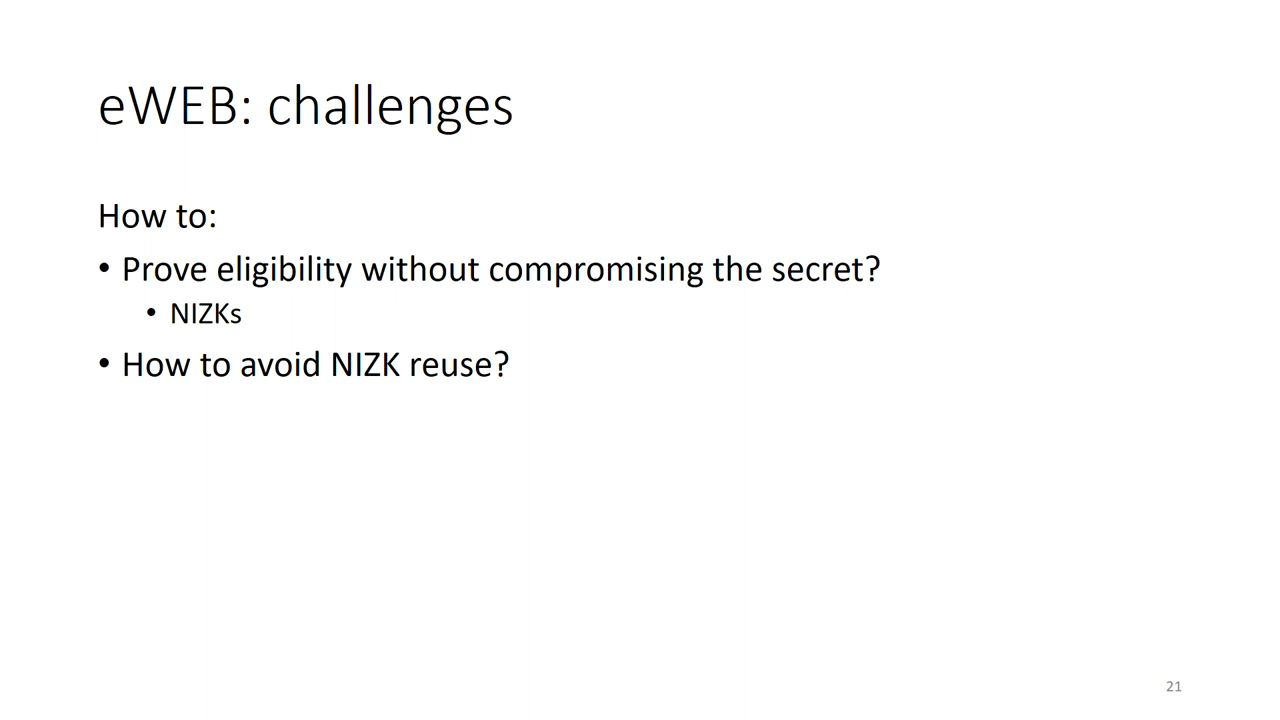 eWEB: challenges
How to:
• Prove eligibility without compromising the secret?
• NIZKs
• How to avoid NIZK reuse?
21